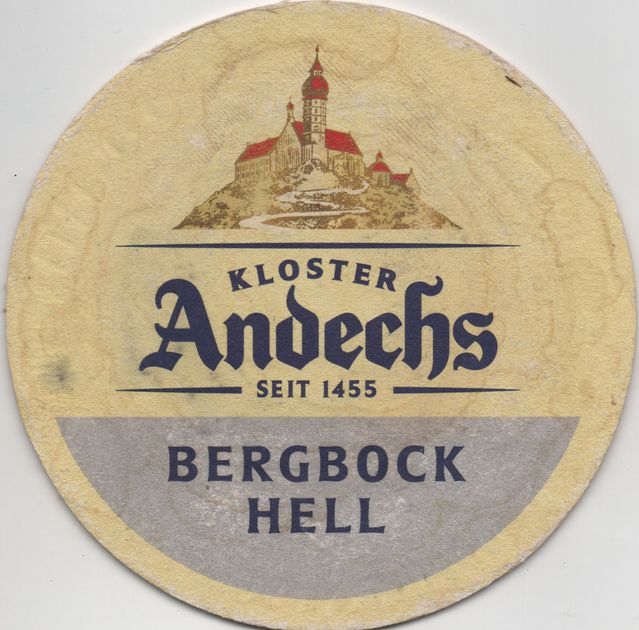 KLOSTER
Andechs
SEIT 1455
BERGBOCK
HELL